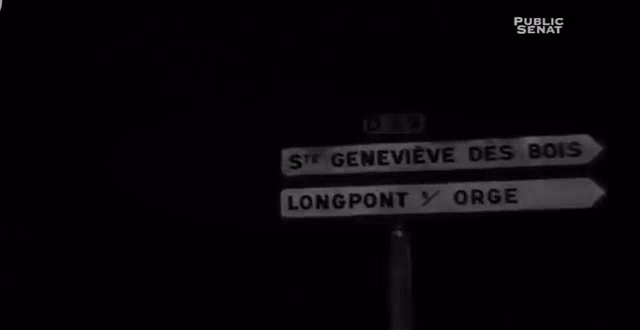 PUBLIC
SENAT
STE GENEVIÈVE DES BOIS
LONGPONT S/ ORGE